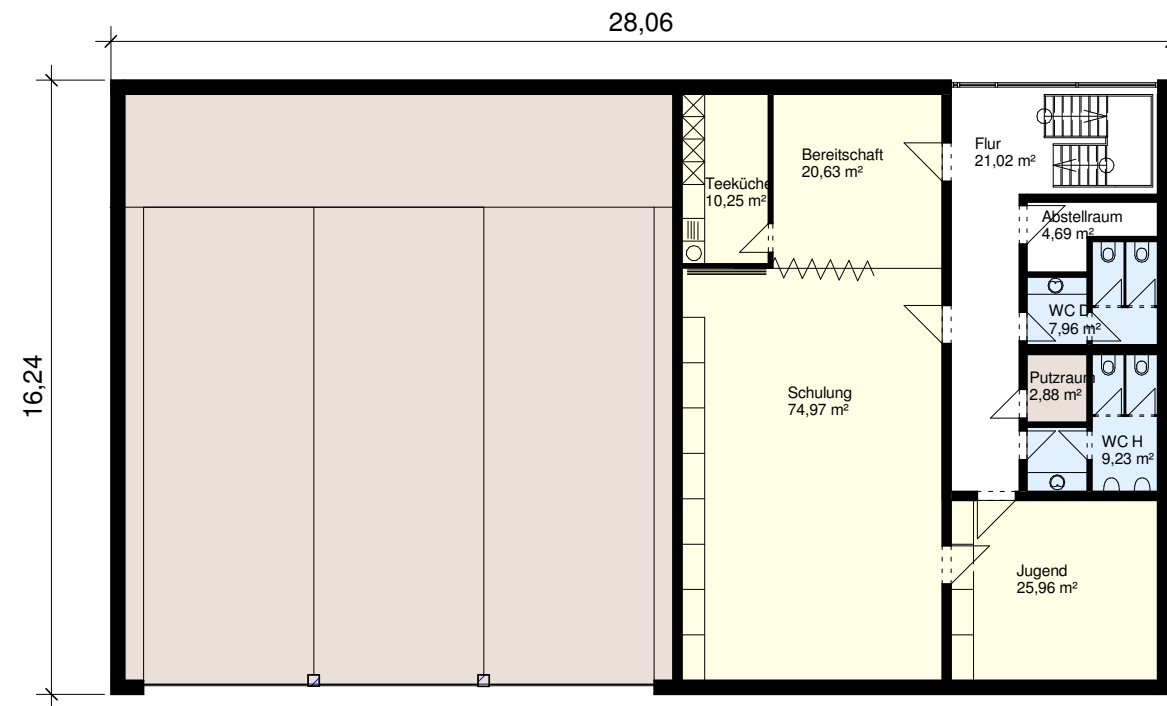 28,06
16,24
Teeküche
10,25 m²
Bereitschaft
20,63 m²
Flur
21,02 m²
Abstellraum
4,69 m²
WC D
7,96 m²
Putzraum
2,88 m²
WC H
9,23 m²
Schulung
74,97 m²
Jugend
25,96 m²